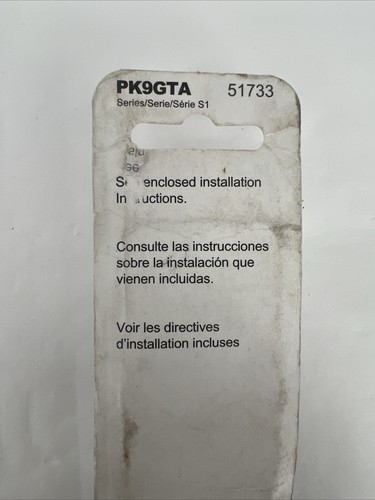 PK9GTA 51733
Series/Serie/Série S1
enclosed installation
Consulte las instrucciones
sobre la instalación que
vienen incluidas.
Voir les directives
d'installation incluses